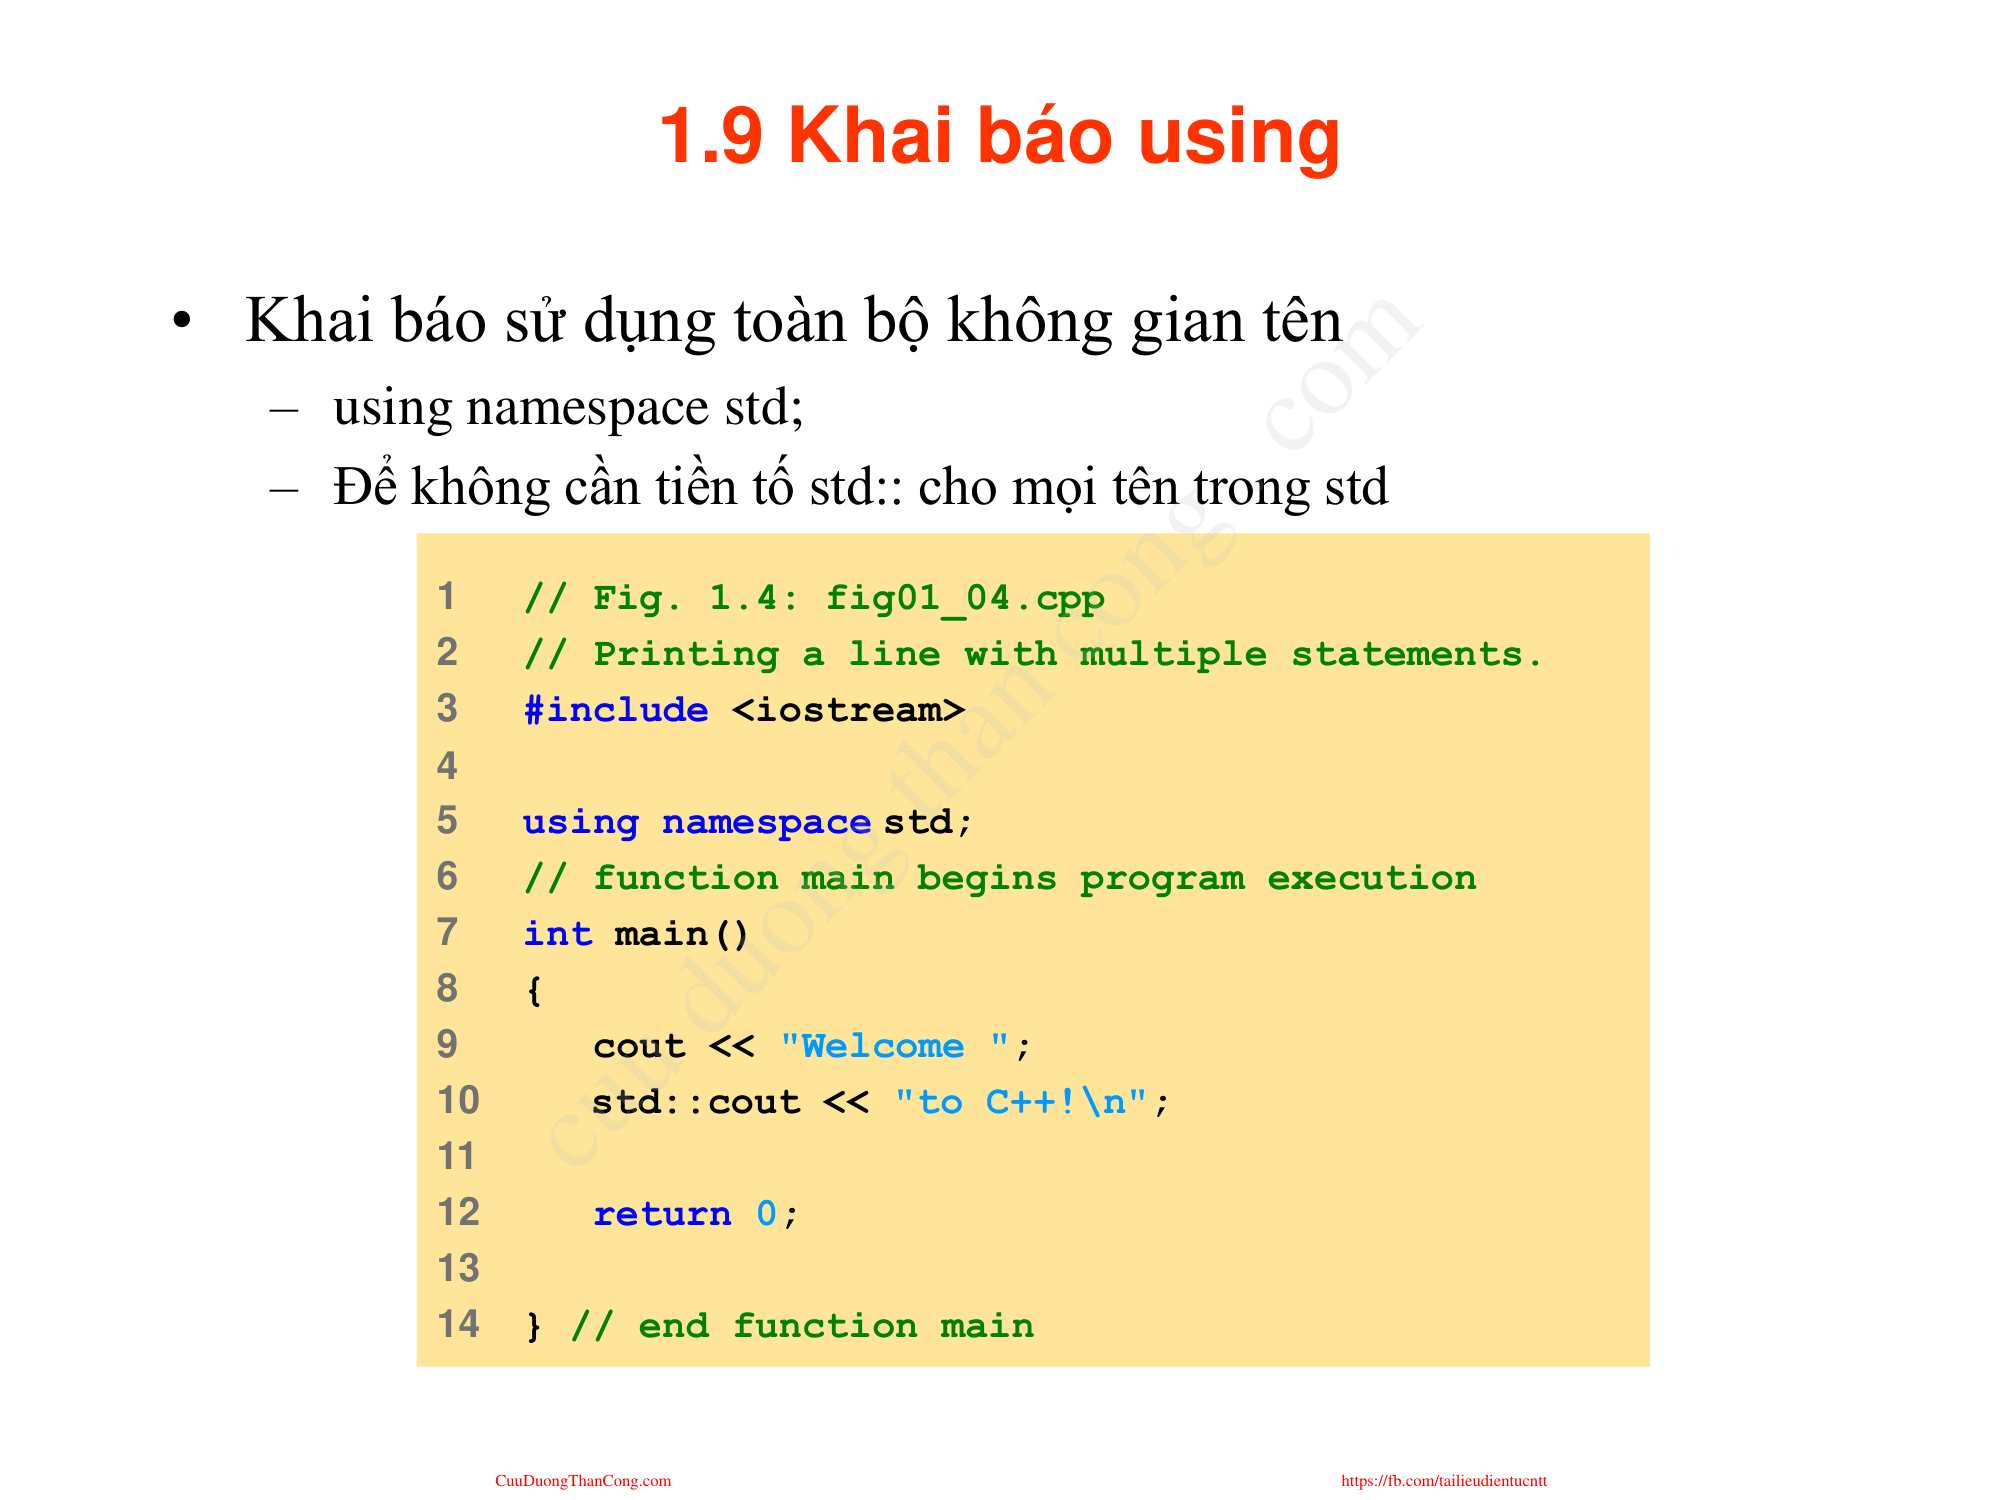 1.9 Khai báo using
• Khai báo sử dụng toàn bộ không gian tên
– using namespace std;
– Để không cần tiền tố std:: cho mọi tên trong std
1 // Fig. 1.4: fig01_04.cpp
2 // Printing a line with multiple statements.
3 #include <iostream>
4
5 using namespace std;
6 // function main begins program execution
7 int main()
8 {
9 cout << "Welcome ";
10 std::cout << "to C++!\n";
11
12 return 0;
13
14 } // end function main
cuu duong than cong . com
CuuDuongThanCong.com
https://fb.com/tailieudientucntt